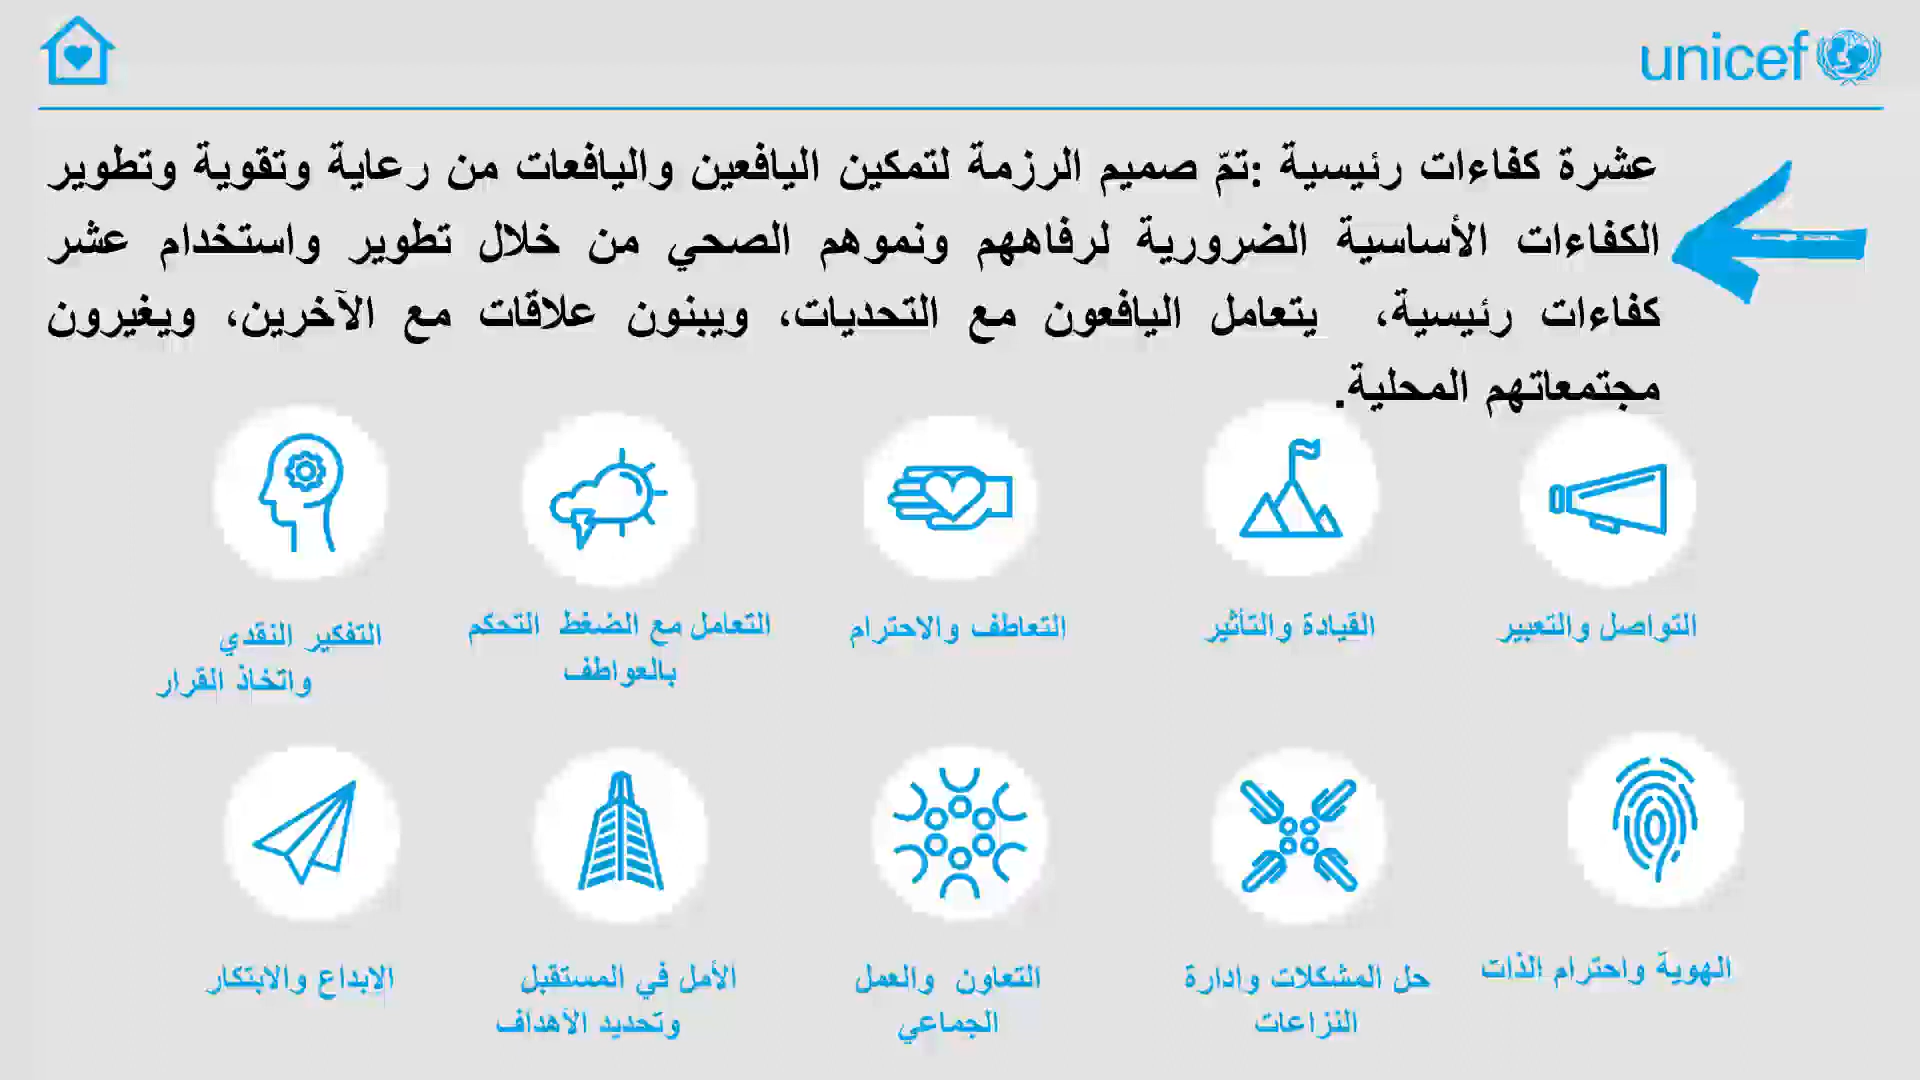 unicef
عشرة كفاءات رئيسية :تمّ صميم الرزمة لتمكين اليافعين واليافعات من رعاية وتقوية وتطوير
الكفاءات الأساسية الضرورية لرفاههم ونموهم الصحي من خلال تطوير واستخدام عشر
كفاءات رئيسية، يتعامل اليافعون مع التحديات، ويبنون علاقات مع الآخرين، ويغيرون
مجتمعاتهم المحلية.
التواصل والتعبير
القيادة والتأثير
التعاطف والاحترام
التعامل مع الضغط التحكم
بالعواطف
التفكير النقدي
واتخاذ القرار
الهوية واحترام الذات
حل المشكلات وادارة
النزاعات
التعاون والعمل
الجماعي
الأمل في المستقبل
وتحديد الأهداف
الابداع والابتكار